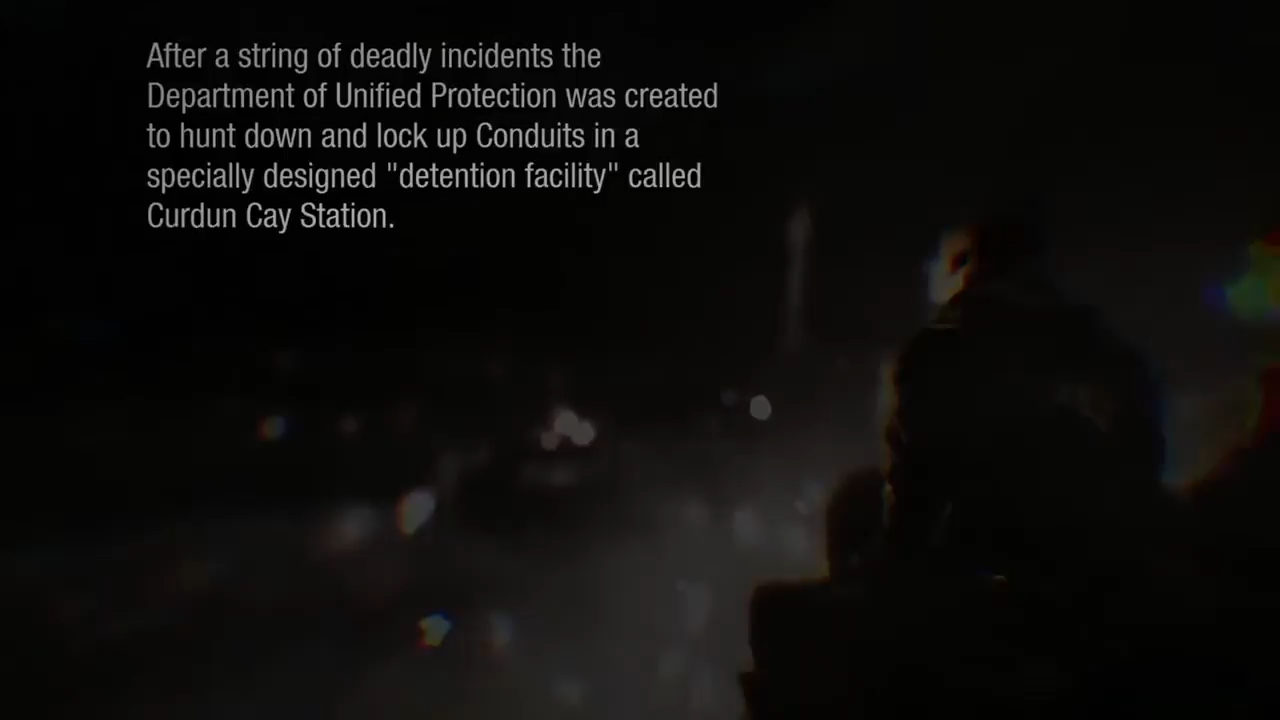 After a string of deadly incidents the
Department of Unified Protection was created
to hunt down and lock up Conduits in a
specially designed "detention facility" called
Curdun Cay Station.